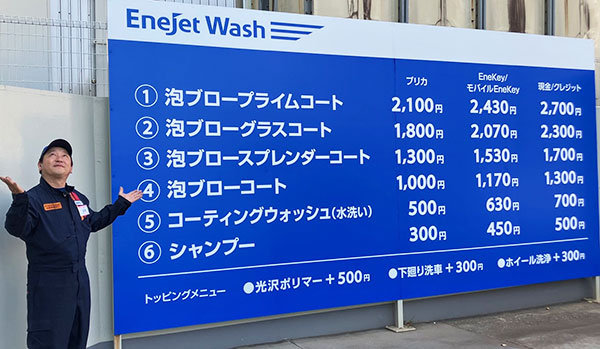 EneJet Wash
ブリカ EneKey/モバイルEneKey 現金/クレジット
① 泡ブロープライムコート 2,100円 2,430円 2,700円
② 泡ブローグラスコート 1,800円 2,070円 2,300円
③ 泡ブロースプレンダーコート 1,300円 1,530円 1,700円
④ 泡ブローコート 1,000円 1,170円 1,300円
⑤ コーティングウォッシュ(水洗い) 500円 630円 700円
⑥ シャンプー 300円 450円 500円
トッピングメニュー ●光沢ポリマー+500円 ●下廻り洗車+300円 ●ホイール洗浄+300円